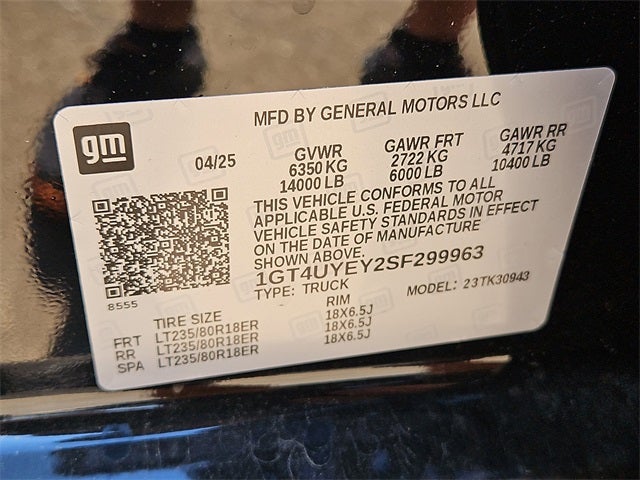 MFD BY GENERAL MOTORS LLC
gm
04/25
GVWR
6350 KG
14000 LB
GAWR FRT
2722 KG
6000 LB
GAWR RR
4717 KG
10400 LB
THIS VEHICLE CONFORMS TO ALL
APPLICABLE U.S. FEDERAL MOTOR
VEHICLE SAFETY STANDARDS IN EFFECT
ON THE DATE OF MANUFACTURE
SHOWN ABOVE.
1GT4UYEY2SF299963
TYPE: TRUCK
MODEL: 23TK30943
8555
TIRE SIZE RIM
FRT LT235/80R18ER 18X6.5J
RR LT235/80R18ER 18X6.5J
SPA LT235/80R18ER 18X6.5J